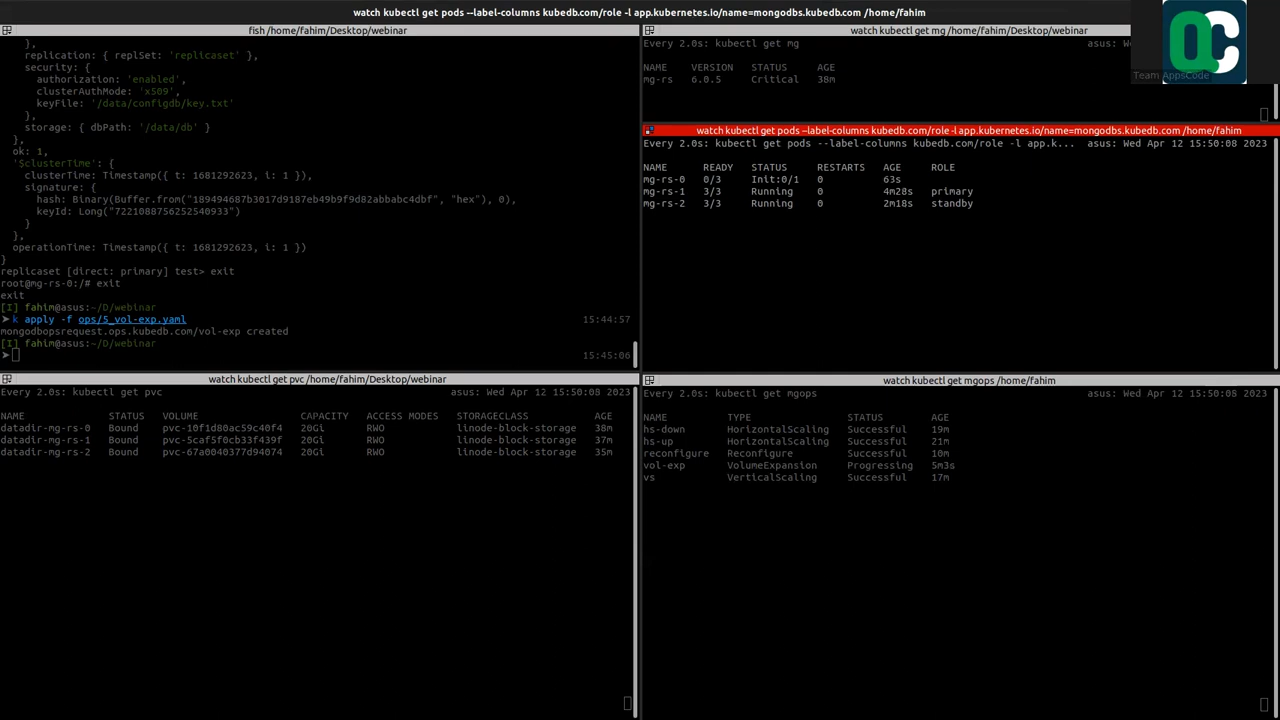 watch kubectl get pods --label-columns kubedb.com/role -l app.kubernetes.io/name=mongodbs.kubedb.com /home/fahim
fish /home/fahim/Desktop/webinar
},
replication: { replSet: 'replicaset' },
security: {
authorization: 'enabled',
clusterAuthMode: 'x509',
keyFile: '/data/configdb/key.txt'
},
storage: { dbPath: '/data/db' }
},
ok: 1,
'$clusterTime': {
clusterTime: Timestamp({ t: 1681292623, i: 1 }),
signature: {
hash: Binary(Buffer.from("189494687b3017d9187eb49b9f9d82abbabc4dbf", "hex"), 0),
keyId: Long("7221088756252540933")
}
},
operationTime: Timestamp({ t: 1681292623, i: 1 })
}
replicaset [direct: primary] test> exit
root@mg-rs-0:/# exit
exit
[I] fahim@asus:~/D/webinar
➤ k apply -f ops/5_vol-exp.yaml 15:44:57
mongodbopsrequest.ops.kubedb.com/vol-exp created
[I] fahim@asus:~/D/webinar
➤ 15:45:06
watch kubectl get mg /home/fahim/Desktop/webinar
Every 2.0s: kubectl get mg asus: We
Team AppsCode
NAME VERSION STATUS AGE
mg-rs 6.0.5 Critical 38m
watch kubectl get pods --label-columns kubedb.com/role -l app.kubernetes.io/name=mongodbs.kubedb.com /home/fahim
Every 2.0s: kubectl get pods --label-columns kubedb.com/role -l app.k... asus: Wed Apr 12 15:50:08 2023
NAME READY STATUS RESTARTS AGE ROLE
mg-rs-0 0/3 Init:0/1 0 63s
mg-rs-1 3/3 Running 0 4m28s primary
mg-rs-2 3/3 Running 0 2m18s standby
watch kubectl get pvc /home/fahim/Desktop/webinar
Every 2.0s: kubectl get pvc asus: Wed Apr 12 15:50:08 2023
NAME STATUS VOLUME CAPACITY ACCESS MODES STORAGECLASS AGE
datadir-mg-rs-0 Bound pvc-10f1d80ac59c40f4 20Gi RWO linode-block-storage 38m
datadir-mg-rs-1 Bound pvc-5caf5f0cb33f439f 20Gi RWO linode-block-storage 37m
datadir-mg-rs-2 Bound pvc-67a0040377d94074 20Gi RWO linode-block-storage 35m
watch kubectl get mgops /home/fahim
Every 2.0s: kubectl get mgops asus: Wed Apr 12 15:50:08 2023
NAME TYPE STATUS AGE
hs-down HorizontalScaling Successful 19m
hs-up HorizontalScaling Successful 21m
reconfigure Reconfigure Successful 10m
vol-exp VolumeExpansion Progressing 5m3s
vs VerticalScaling Successful 17m